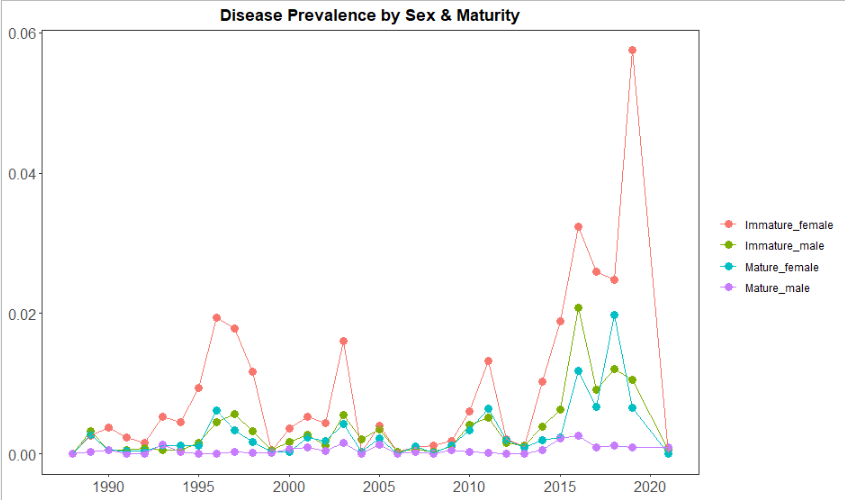 Disease Prevalence by Sex & Maturity
0.06
0.04
0.02
0.00
1990 1995 2000 2005 2010 2015 2020
Immature_female
Immature_male
Mature_female
Mature_male